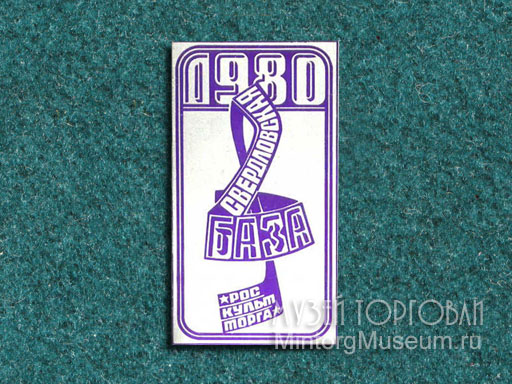 1980
СВЕРДЛОВСКАЯ
БАЗА
★РОС
КУЛЬТ
ТОРГА★
МУЗЕЙ ТОРГОВЛИ
MintorgMuseum.ru